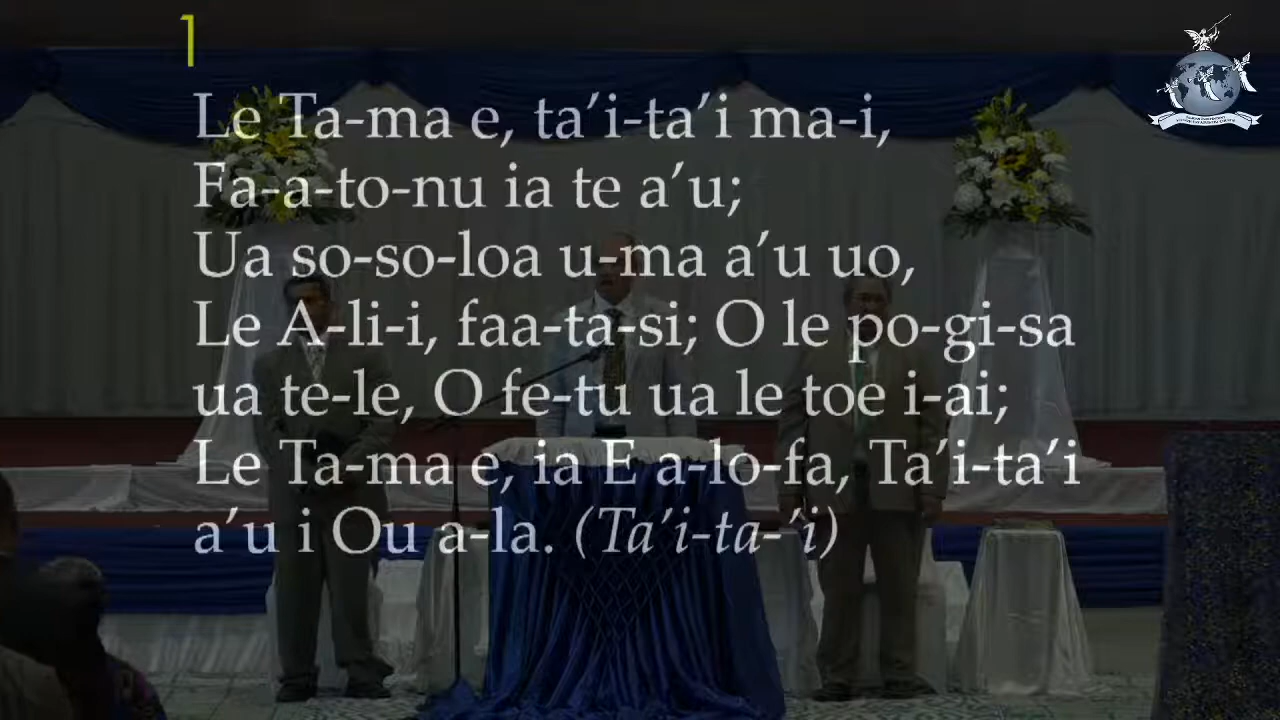 1
Le Ta-ma e, ta’i-ta’i ma-i,
Fa-a-to-nu ia te a’u;
Ua so-so-loa u-ma a’u uo,
Le A-li-i, faa-ta-si; O le po-gi-sa
ua te-le, O fe-tu ua le toe i-ai;
Le Ta-ma e, ia E a-lo-fa, Ta’i-ta’i
a’u i Ou a-la. (Ta’i-ta-’i)